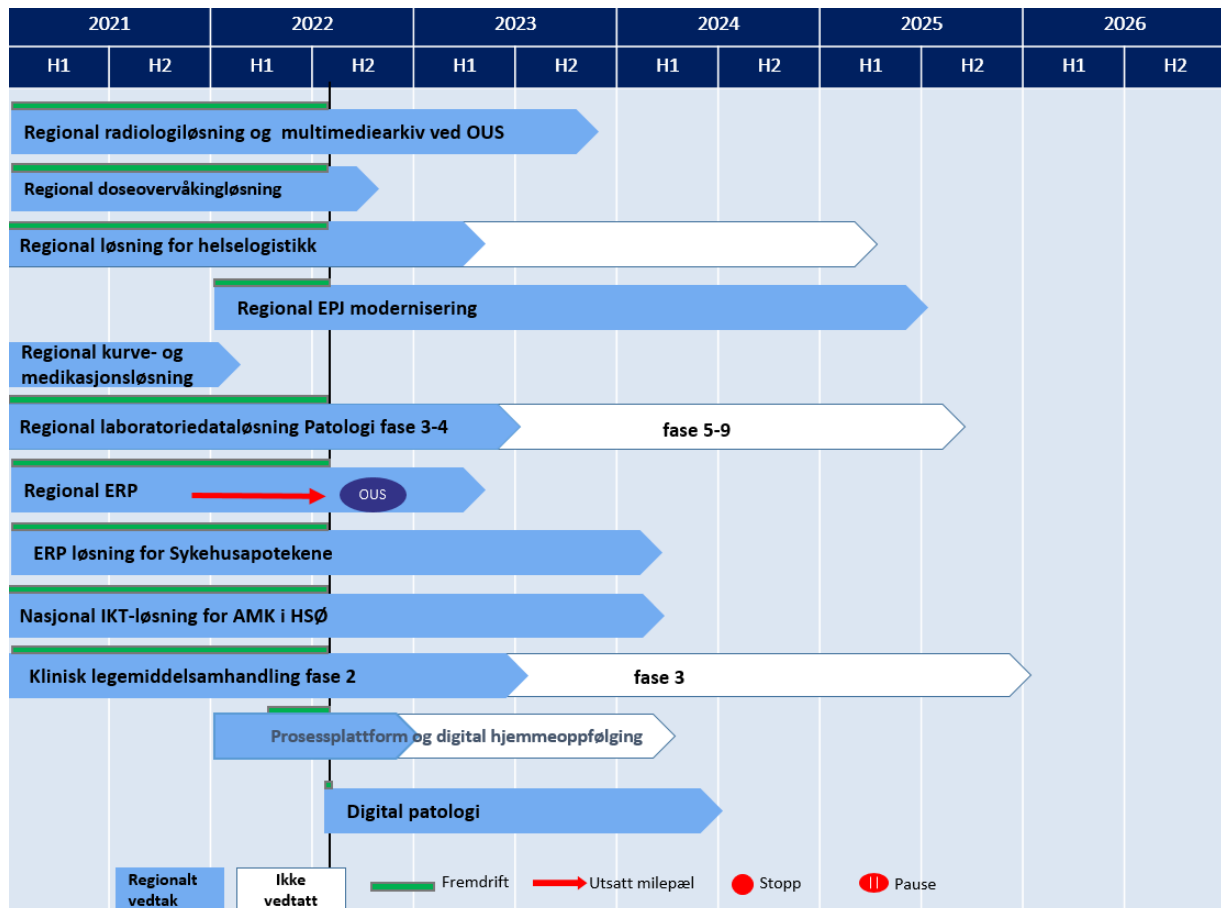 2021 2022 2023 2024 2025 2026
H1 H2 H1 H2 H1 H2 H1 H2 H1 H2 H1 H2
Regional radiologiløsning og multimediearkiv ved OUS
Regional doseovervåkingløsning
Regional løsning for helselogistikk
Regional EPJ modernisering
Regional kurve- og
medikasjonsløsning
Regional laboratoriedataløsning Patologi fase 3-4 fase 5-9
Regional ERP OUS
ERP løsning for Sykehusapotekene
Nasjonal IKT-løsning for AMK i HSØ
Klinisk legemiddelsamhandling fase 2 fase 3
Prosessplattform og digital hjemmeoppfølging
Digital patologi
Regionalt
vedtak
Ikke
vedtatt
Fremdrift Utsatt milepæl Stopp Pause